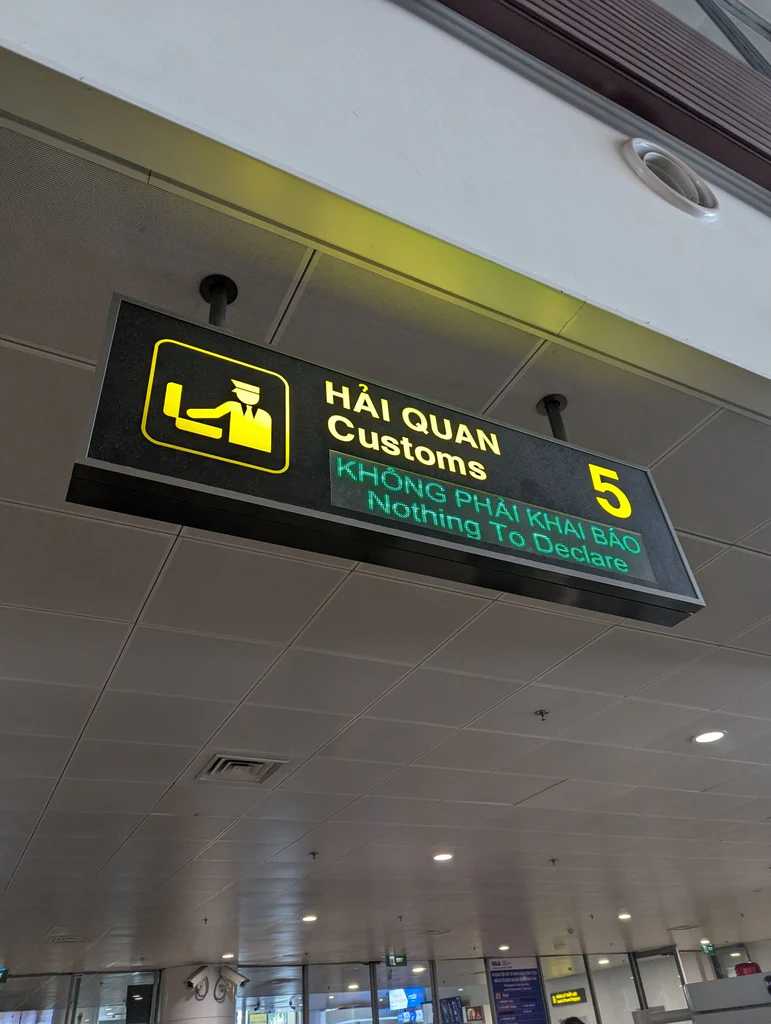 HẢI QUAN
Customs
5
KHÔNG PHẢI KHAI BÁO
Nothing To Declare